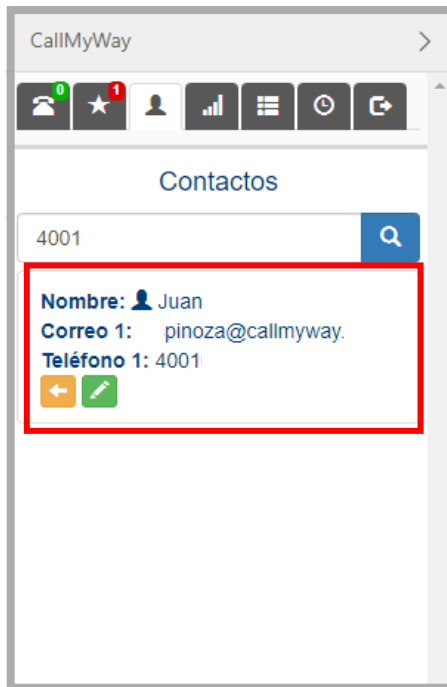 CallMyWay
0 1
Contactos
4001
Nombre: Juan
Correo 1: pinoza@callmyway.
Teléfono 1: 4001